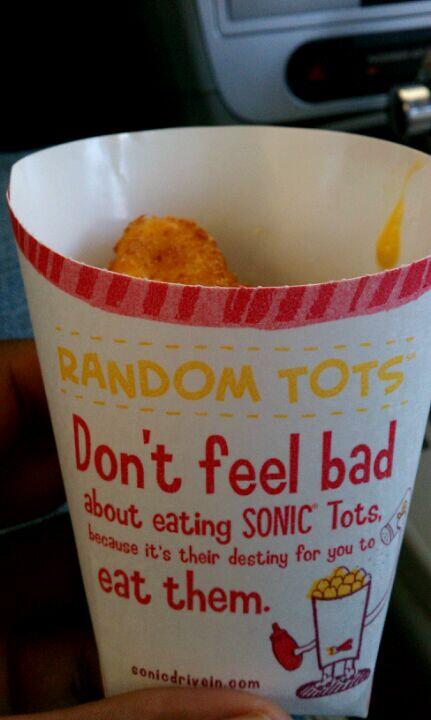 RANDOM TOTS℠
Don't feel bad
about eating SONIC® Tots,
because it's their destiny for you to
eat them.
sonicdrivein.com